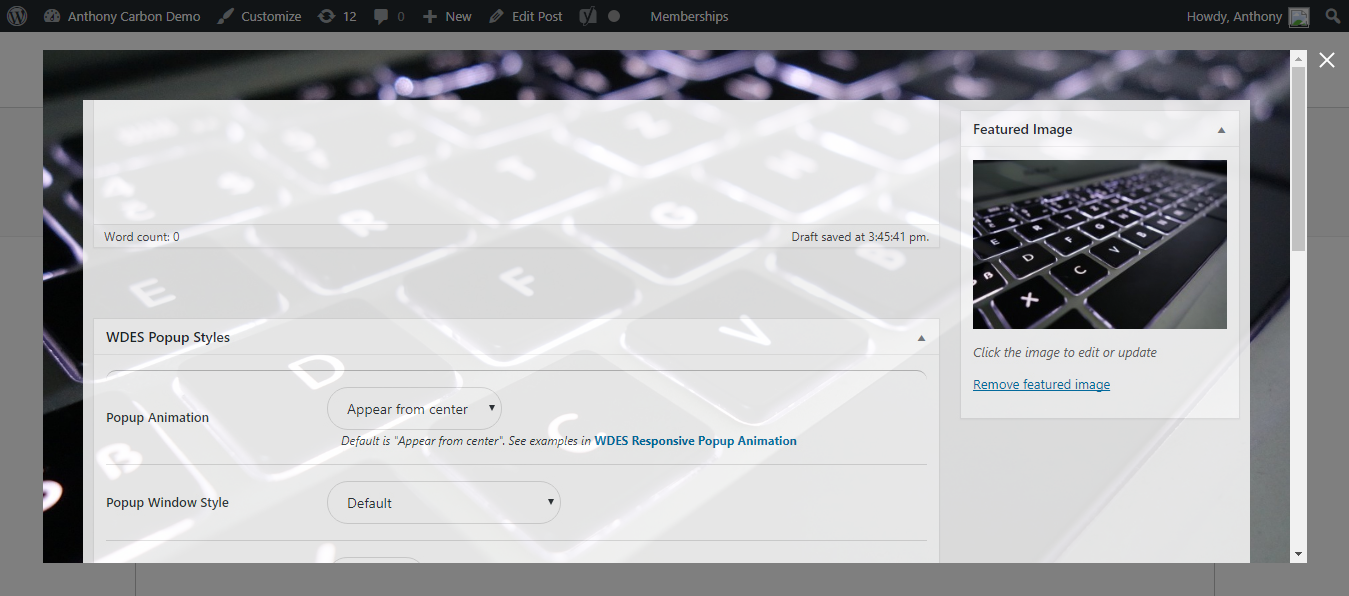 Anthony Carbon Demo Customize 12 0 New Edit Post Memberships Howdy, Anthony
Featured Image
Word count: 0 Draft saved at 3:45:41 pm.
WDES Popup Styles
Click the image to edit or update
Remove featured image
Popup Animation Appear from center
Default is "Appear from center". See examples in WDES Responsive Popup Animation
Popup Window Style Default